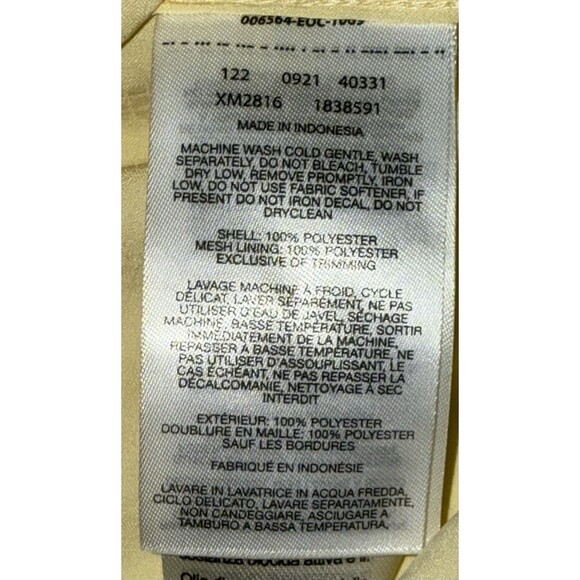 006564-EOC-1009
122 0921 40331
XM2816 1838591
MADE IN INDONESIA
MACHINE WASH COLD GENTLE, WASH
SEPARATELY, DO NOT BLEACH, TUMBLE
DRY LOW, REMOVE PROMPTLY, IRON
LOW, DO NOT USE FABRIC SOFTENER, IF
PRESENT DO NOT IRON DECAL, DO NOT
DRYCLEAN
SHELL: 100% POLYESTER
MESH LINING: 100% POLYESTER
EXCLUSIVE OF TRIMMING
LAVAGE MACHINE À FROID, CYCLE
DÉLICAT, LAVER SÉPARÉMENT, NE PAS
UTILISER D'EAU DE JAVEL, SÉCHAGE
MACHINE, BASSE TEMPÉRATURE, SORTIR
IMMÉDIATEMENT DE LA MACHINE,
REPASSER À BASSE TEMPÉRATURE, NE
PAS UTILISER D'ASSOUPLISSANT, LE
CAS ÉCHÉANT, NE PAS REPASSER LA
DÉCALCOMANIE, NETTOYAGE À SEC
INTERDIT
EXTÉRIEUR: 100% POLYESTER
DOUBLURE EN MAILLE: 100% POLYESTER
SAUF LES BORDURES
FABRIQUÉ EN INDONÉSIE
LAVARE IN LAVATRICE IN ACQUA FREDDA,
CICLO DELICATO, LAVARE SEPARATAMENTE,
NON CANDEGGIARE, ASCIUGARE A
TAMBURO A BASSA TEMPERATURA,